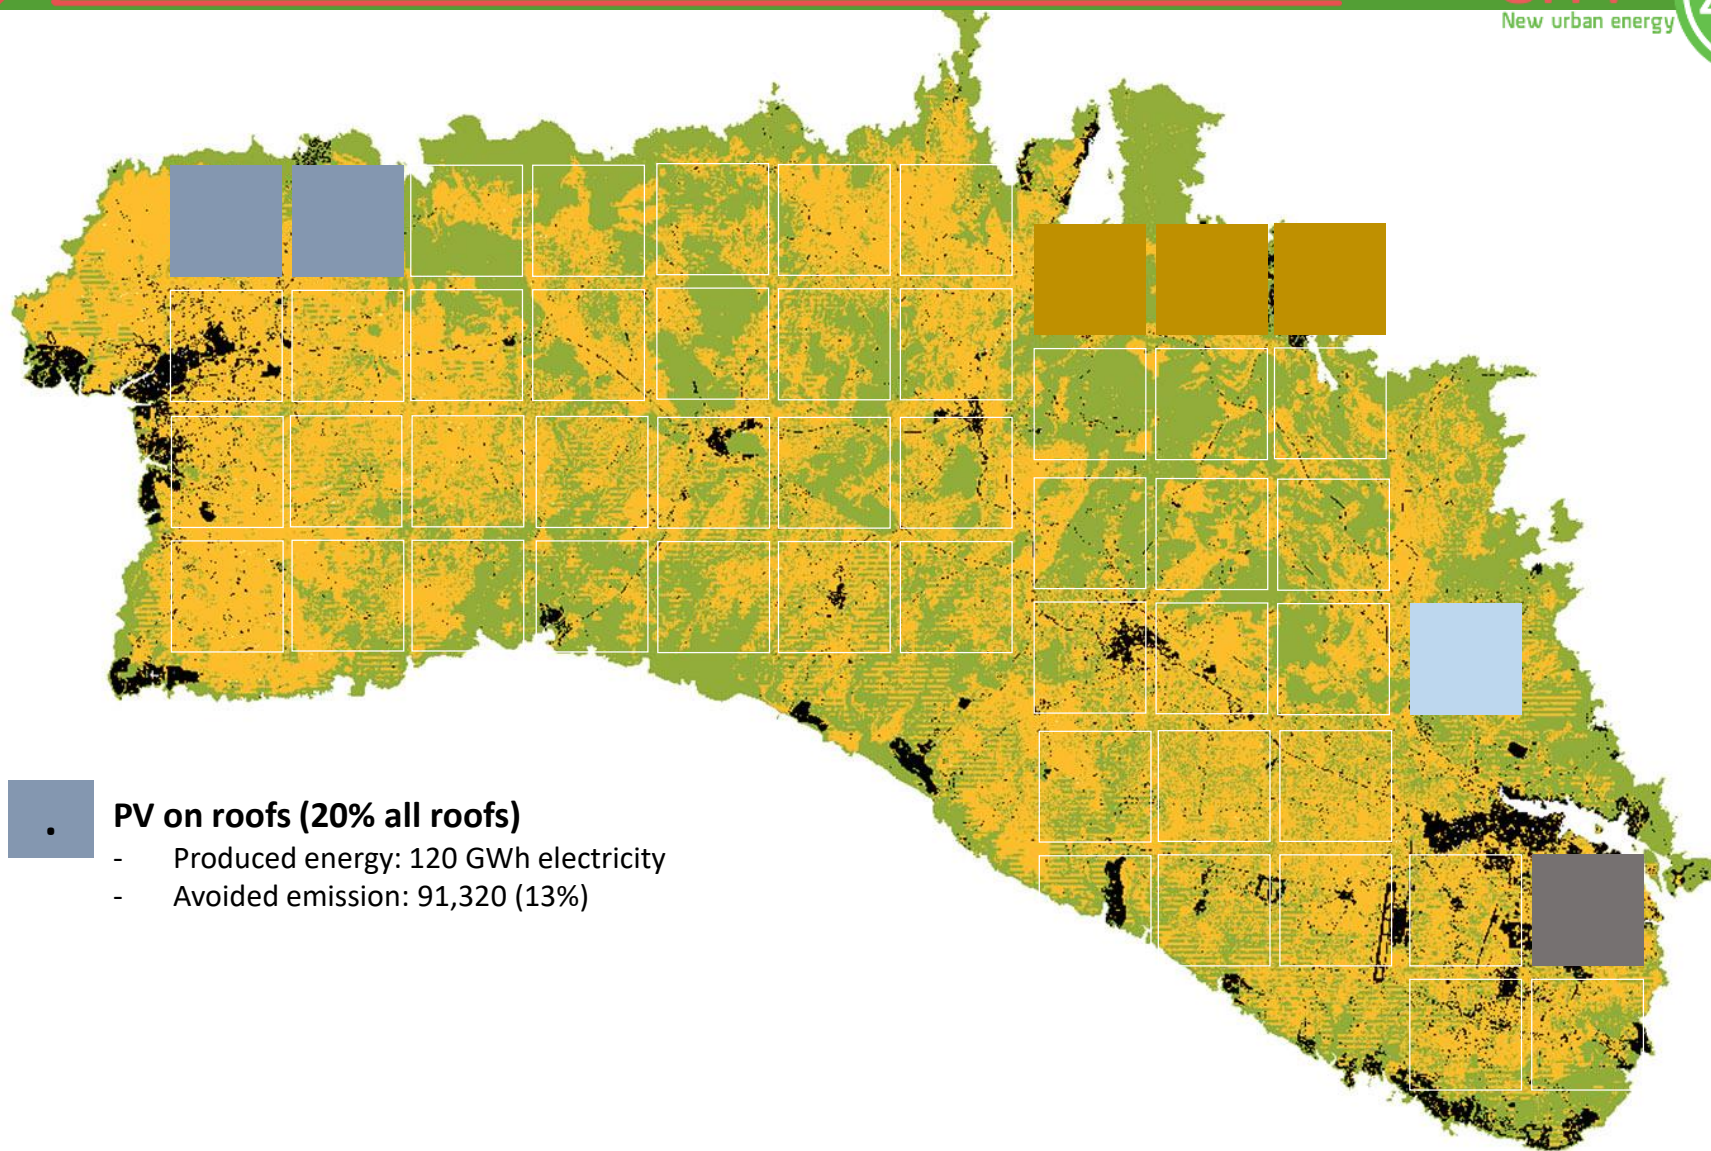 New urban energy
.
PV on roofs (20% all roofs)
- Produced energy: 120 GWh electricity
- Avoided emission: 91,320 (13%)